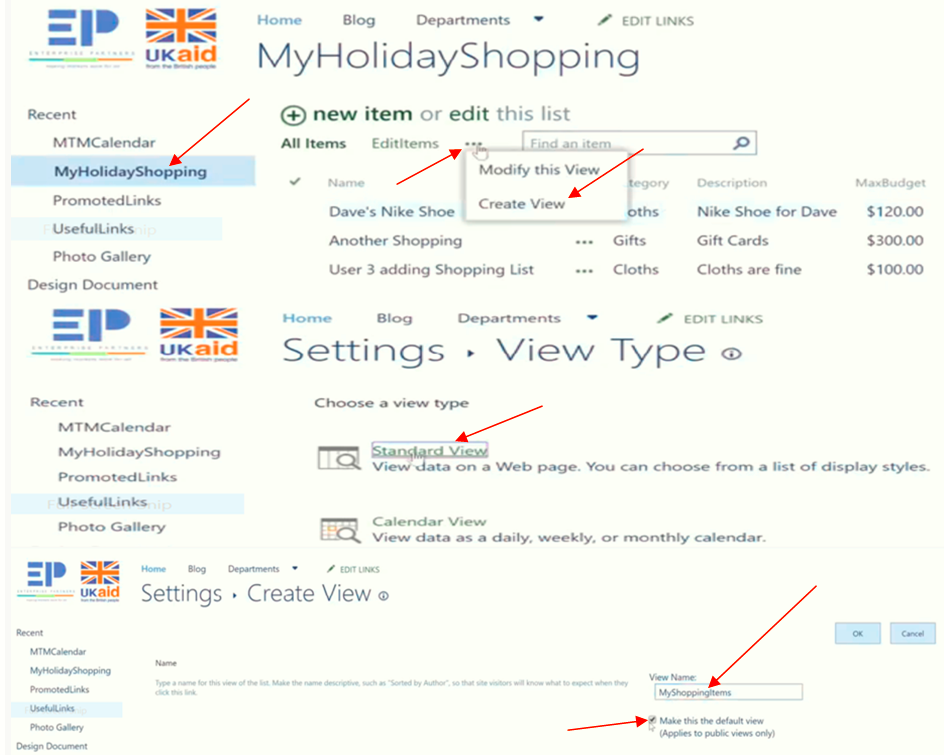 EP
ENTERPRISE PARTNERS
UKaid
from the British people
Home Blog Departments EDIT LINKS
MyHolidayShopping
Recent
MTMCalendar
MyHolidayShopping
PromotedLinks
UsefulLinks
Photo Gallery
Design Document
new item or edit this list
All Items EditItems ... Find an item
Modify this View
Create View
Name tegory Description MaxBudget
Dave's Nike Shoe oths Nike Shoe for Dave $120.00
Another Shopping ... Gifts Gift Cards $300.00
User 3 adding Shopping List ... Cloths Cloths are fine $100.00
EP
ENTERPRISE PARTNERS
UKaid
from the British people
Home Blog Departments EDIT LINKS
Settings › View Type
Recent
MTMCalendar
MyHolidayShopping
PromotedLinks
UsefulLinks
Photo Gallery
Choose a view type
Standard View
View data on a Web page. You can choose from a list of display styles.
Calendar View
View data as a daily, weekly, or monthly calendar.
EP
ENTERPRISE PARTNERS
UKaid
from the British people
Home Blog Departments EDIT LINKS
Settings › Create View
Recent
MTMCalendar
MyHolidayShopping
PromotedLinks
UsefulLinks
Photo Gallery
Design Document
OK Cancel
Name
Type a name for this view of the list. Make the name descriptive, such as "Sorted by Author", so that site visitors will know what to expect when they
click this link.
View Name:
MyShoppingItems
Make this the default view
(Applies to public views only)